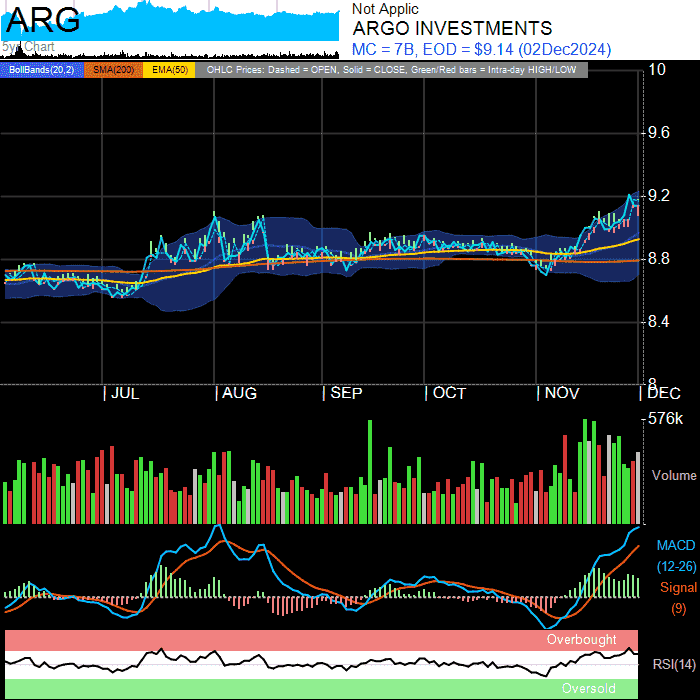 ARG
5yr Chart
Not Applic
ARGO INVESTMENTS
MC = 7B, EOD = $9.14 (02Dec2024)
BollBands(20,2) SMA(200) EMA(50) OHLC Prices: Dashed = OPEN, Solid = CLOSE, Green/Red bars = Intra-day HIGH/LOW
10
9.6
9.2
8.8
8.4
8
JUL AUG SEP OCT NOV DEC
576k
Volume
MACD
(12-26)
Signal
(9)
Overbought
RSI(14)
Oversold